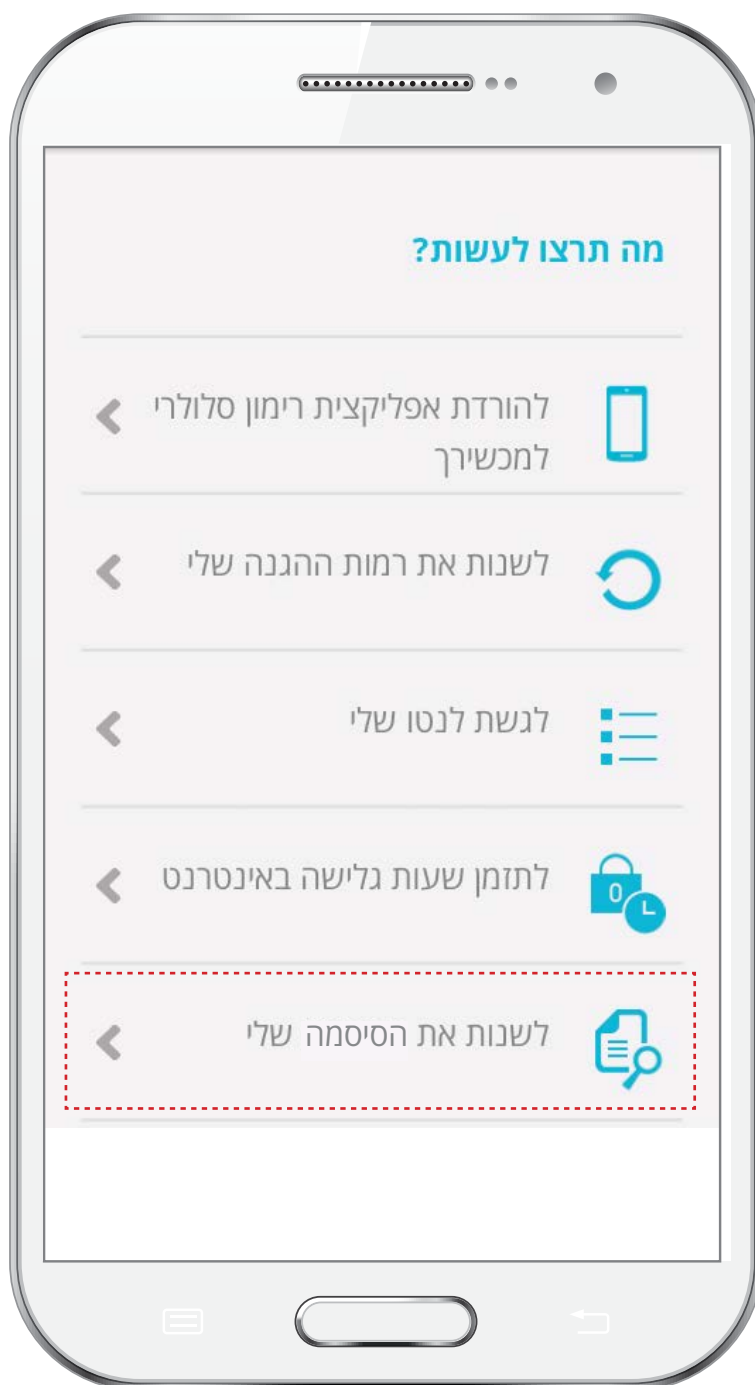 מה תרצו לעשות?
להורדת אפליקצית רימון סלולרי
למכשירך
לשנות את רמות ההגנה שלי
לגשת לנטו שלי
לתזמן שעות גלישה באינטרנט
0
לשנות את הסיסמה שלי